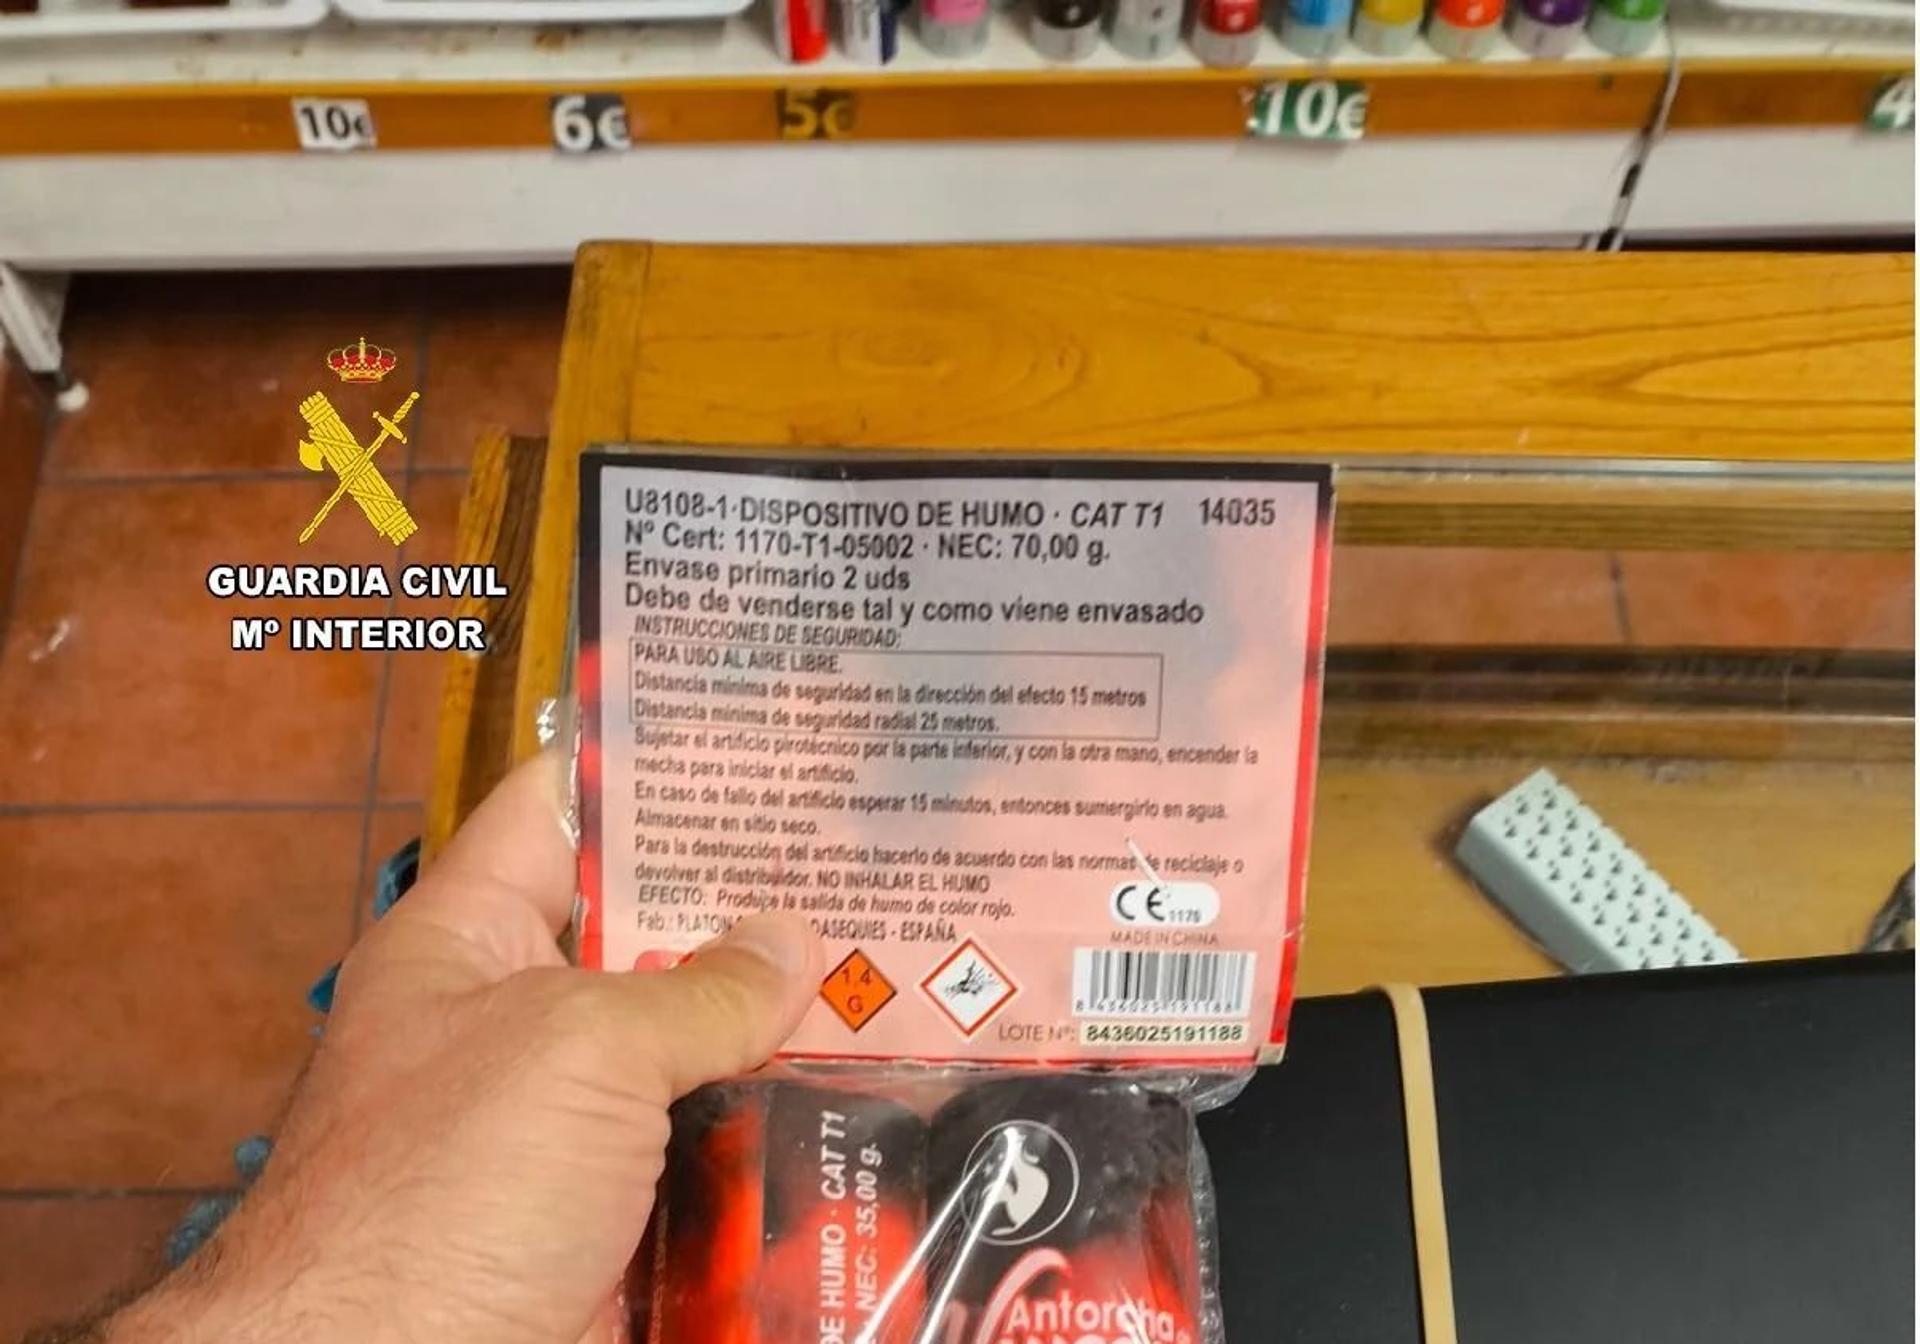 10€ 6€ 5€ 10€ 4
GUARDIA CIVIL
Mº INTERIOR
U8108-1·DISPOSITIVO DE HUMO · CAT T1 14035
Nº Cert: 1170-T1-05002 · NEC: 70,00 g.
Envase primario 2 uds
Debe de venderse tal y como viene envasado
INSTRUCCIONES DE SEGURIDAD:
PARA USO AL AIRE LIBRE.
Distancia mínima de seguridad en la dirección del efecto 15 metros
Distancia mínima de seguridad radial 25 metros.
Sujetar el artificio pirotécnico por la parte inferior, y con la otra mano, encender la
mecha para iniciar el artificio.
En caso de fallo del artificio esperar 15 minutos, entonces sumergirlo en agua.
Almacenar en sitio seco.
Para la destrucción del artificio hacerlo de acuerdo con las normas de reciclaje o
devolver al distribuidor. NO INHALAR EL HUMO
EFECTO: Produce la salida de humo de color rojo.
Fab.: - ESPAÑA
CE 1170
MADE IN CHINA
1.4
G
8 436025 191188
LOTE Nº: 8436025191188
DE HUMO · CAT T1
NEC: 35,00 g.
Antorcha